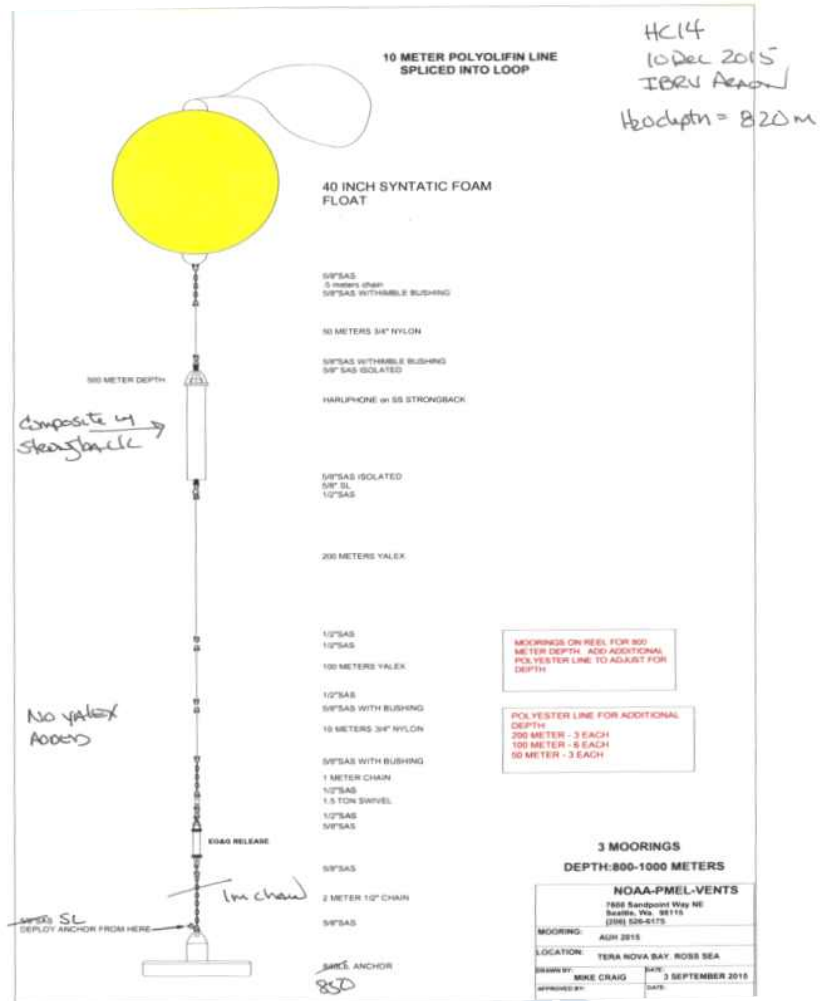 HC14
10 Dec 2015
IBRV Araon
H2O depth = 820 m
10 METER POLYOLIFIN LINE
SPLICED INTO LOOP
40 INCH SYNTATIC FOAM
FLOAT
5/8"SAS
.5 meters chain
5/8"SAS W/THIMBLE BUSHING
50 METERS 3/4" NYLON
5/8"SAS W/THIMBLE BUSHING
5/8" SAS ISOLATED
500 METER DEPTH
HARUPHONE on SS STRONGBACK
Composite w
strongback
5/8"SAS ISOLATED
5/8" SL
1/2"SAS
200 METERS YALEX
1/2"SAS
1/2"SAS
100 METERS YALEX
MOORINGS ON REEL FOR 800
METER DEPTH. ADD ADDITIONAL
POLYESTER LINE TO ADJUST FOR
DEPTH
1/2"SAS
5/8"SAS WITH BUSHING
10 METERS 3/4" NYLON
No YALEX
ADDED
POLYESTER LINE FOR ADDITIONAL
DEPTH
200 METER - 3 EACH
100 METER - 6 EACH
50 METER - 3 EACH
5/8"SAS WITH BUSHING
1 METER CHAIN
1/2"SAS
1.5 TON SWIVEL
1/2"SAS
5/8"SAS
EG&G RELEASE
5/8"SAS
1m chain
2 METER 1/2" CHAIN
5/8"SAS
SL
DEPLOY ANCHOR FROM HERE
ANCHOR
850
3 MOORINGS
DEPTH:800-1000 METERS
NOAA-PMEL-VENTS
7600 Sandpoint Way NE
Seattle, Wa. 98115
(206) 526-6175
MOORING: AUH 2015
LOCATION: TERA NOVA BAY. ROSS SEA
DRAWN BY: MIKE CRAIG DATE: 3 SEPTEMBER 2015
APPROVED BY: DATE: